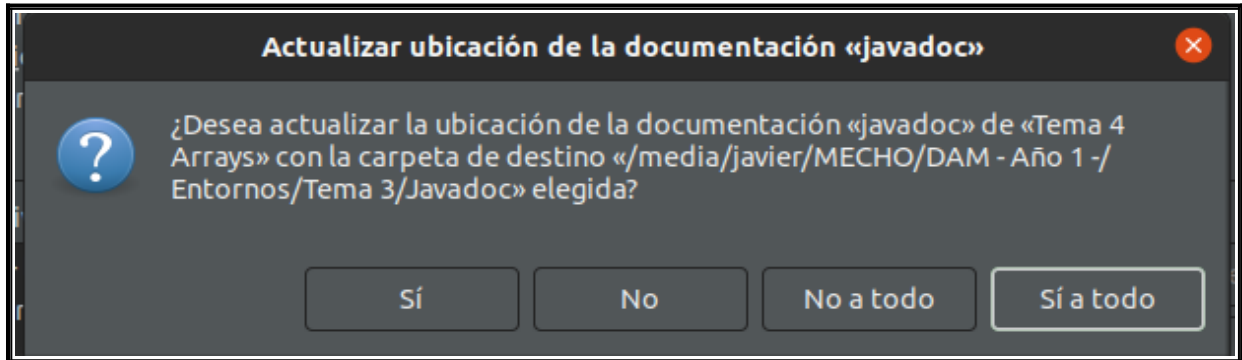 Actualizar ubicación de la documentación «javadoc»
¿Desea actualizar la ubicación de la documentación «javadoc» de «Tema 4
Arrays» con la carpeta de destino «/media/javier/MECHO/DAM - Año 1 -/
Entornos/Tema 3/Javadoc» elegida?
Sí No No a todo Sí a todo